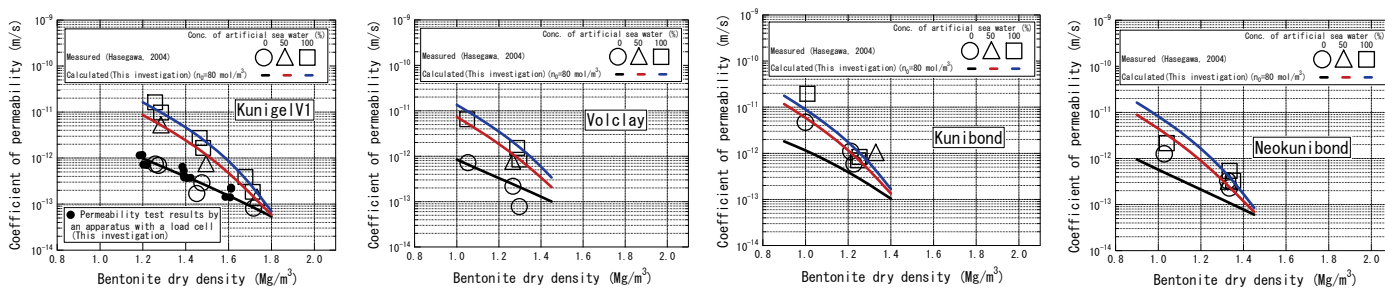 Coefficient of permeability (m/s)
10⁻⁹
10⁻¹⁰
10⁻¹¹
10⁻¹²
10⁻¹³
10⁻¹⁴
Conc. of artificial sea water (%)
0 50 100
Measured (Hasegawa, 2004)
Calculated(This investigation) (n₀=80 mol/m³)
KunigelV1
● Permeability test results by
an apparatus with a load cell
(This investigation)
0.8 1.0 1.2 1.4 1.6 1.8 2.0
Bentonite dry density (Mg/m³)
Coefficient of permeability (m/s)
10⁻⁹
10⁻¹⁰
10⁻¹¹
10⁻¹²
10⁻¹³
10⁻¹⁴
Conc. of artificial sea water (%)
0 50 100
Measured (Hasegawa, 2004)
Calculated(This investigation) (n₀=80 mol/m³)
Volclay
0.8 1.0 1.2 1.4 1.6 1.8 2.0
Bentonite dry density (Mg/m³)
Coefficient of permeability (m/s)
10⁻⁹
10⁻¹⁰
10⁻¹¹
10⁻¹²
10⁻¹³
10⁻¹⁴
Conc. of artificial sea water (%)
0 50 100
Measured (Hasegawa, 2004)
Calculated(This investigation) (n₀=80 mol/m³)
Kunibond
0.8 1.0 1.2 1.4 1.6 1.8 2.0
Bentonite dry density (Mg/m³)
Coefficient of permeability (m/s)
10⁻⁹
10⁻¹⁰
10⁻¹¹
10⁻¹²
10⁻¹³
10⁻¹⁴
Conc. of artificial sea water (%)
0 50 100
Measured (Hasegawa, 2004)
Calculated(This investigation) (n₀=80 mol/m³)
Neokunibond
0.8 1.0 1.2 1.4 1.6 1.8 2.0
Bentonite dry density (Mg/m³)